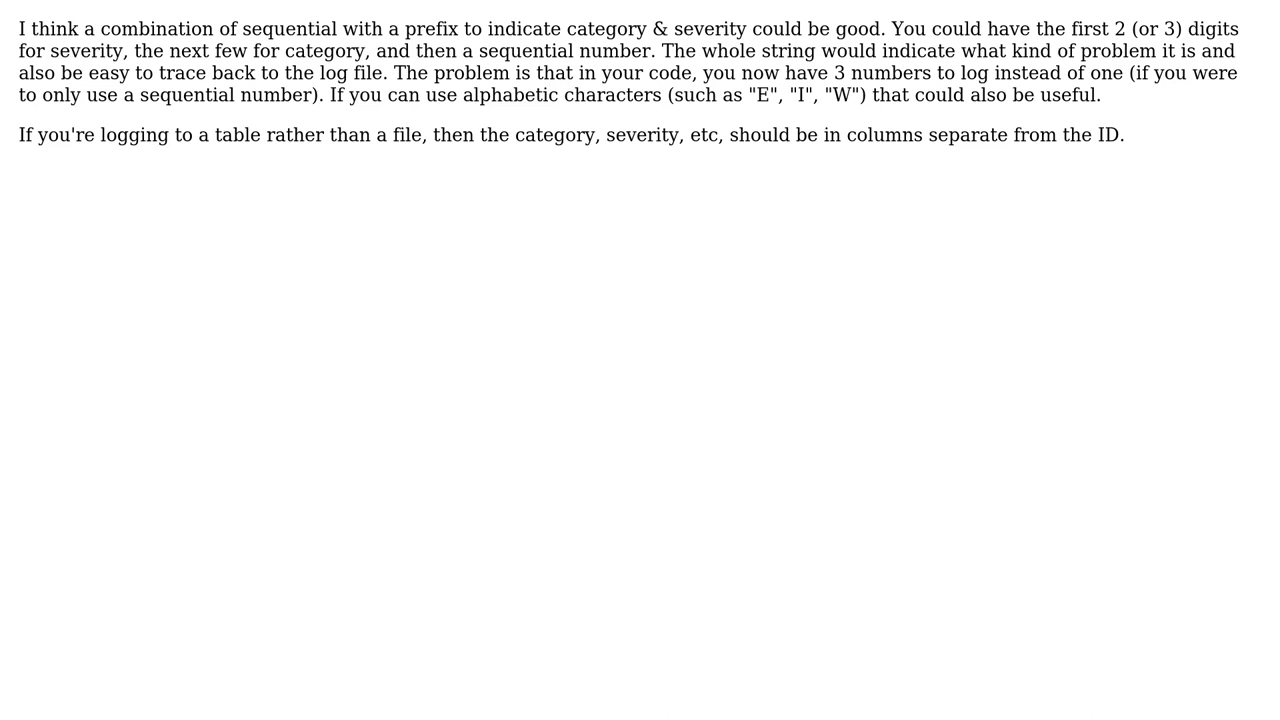 I think a combination of sequential with a prefix to indicate category & severity could be good. You could have the first 2 (or 3) digits
for severity, the next few for category, and then a sequential number. The whole string would indicate what kind of problem it is and
also be easy to trace back to the log file. The problem is that in your code, you now have 3 numbers to log instead of one (if you were
to only use a sequential number). If you can use alphabetic characters (such as "E", "I", "W") that could also be useful.
If you're logging to a table rather than a file, then the category, severity, etc, should be in columns separate from the ID.